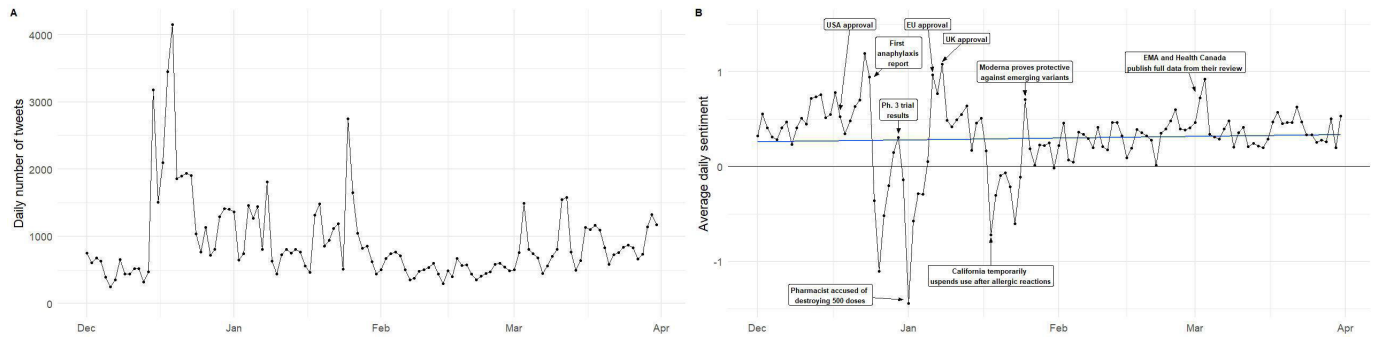 A
Daily number of tweets
4000
3000
2000
1000
0
Dec
Jan
Feb
Mar
Apr
B
Average daily sentiment
1
0
-1
USA approval
First
anaphylaxis
report
EU approval
UK approval
Ph. 3 trial
results
Moderna proves protective
against emerging variants
EMA and Health Canada
publish full data from their review
Pharmacist accused of
destroying 500 doses
California temporarily
uspends use after allergic reactions
Dec
Jan
Feb
Mar
Apr